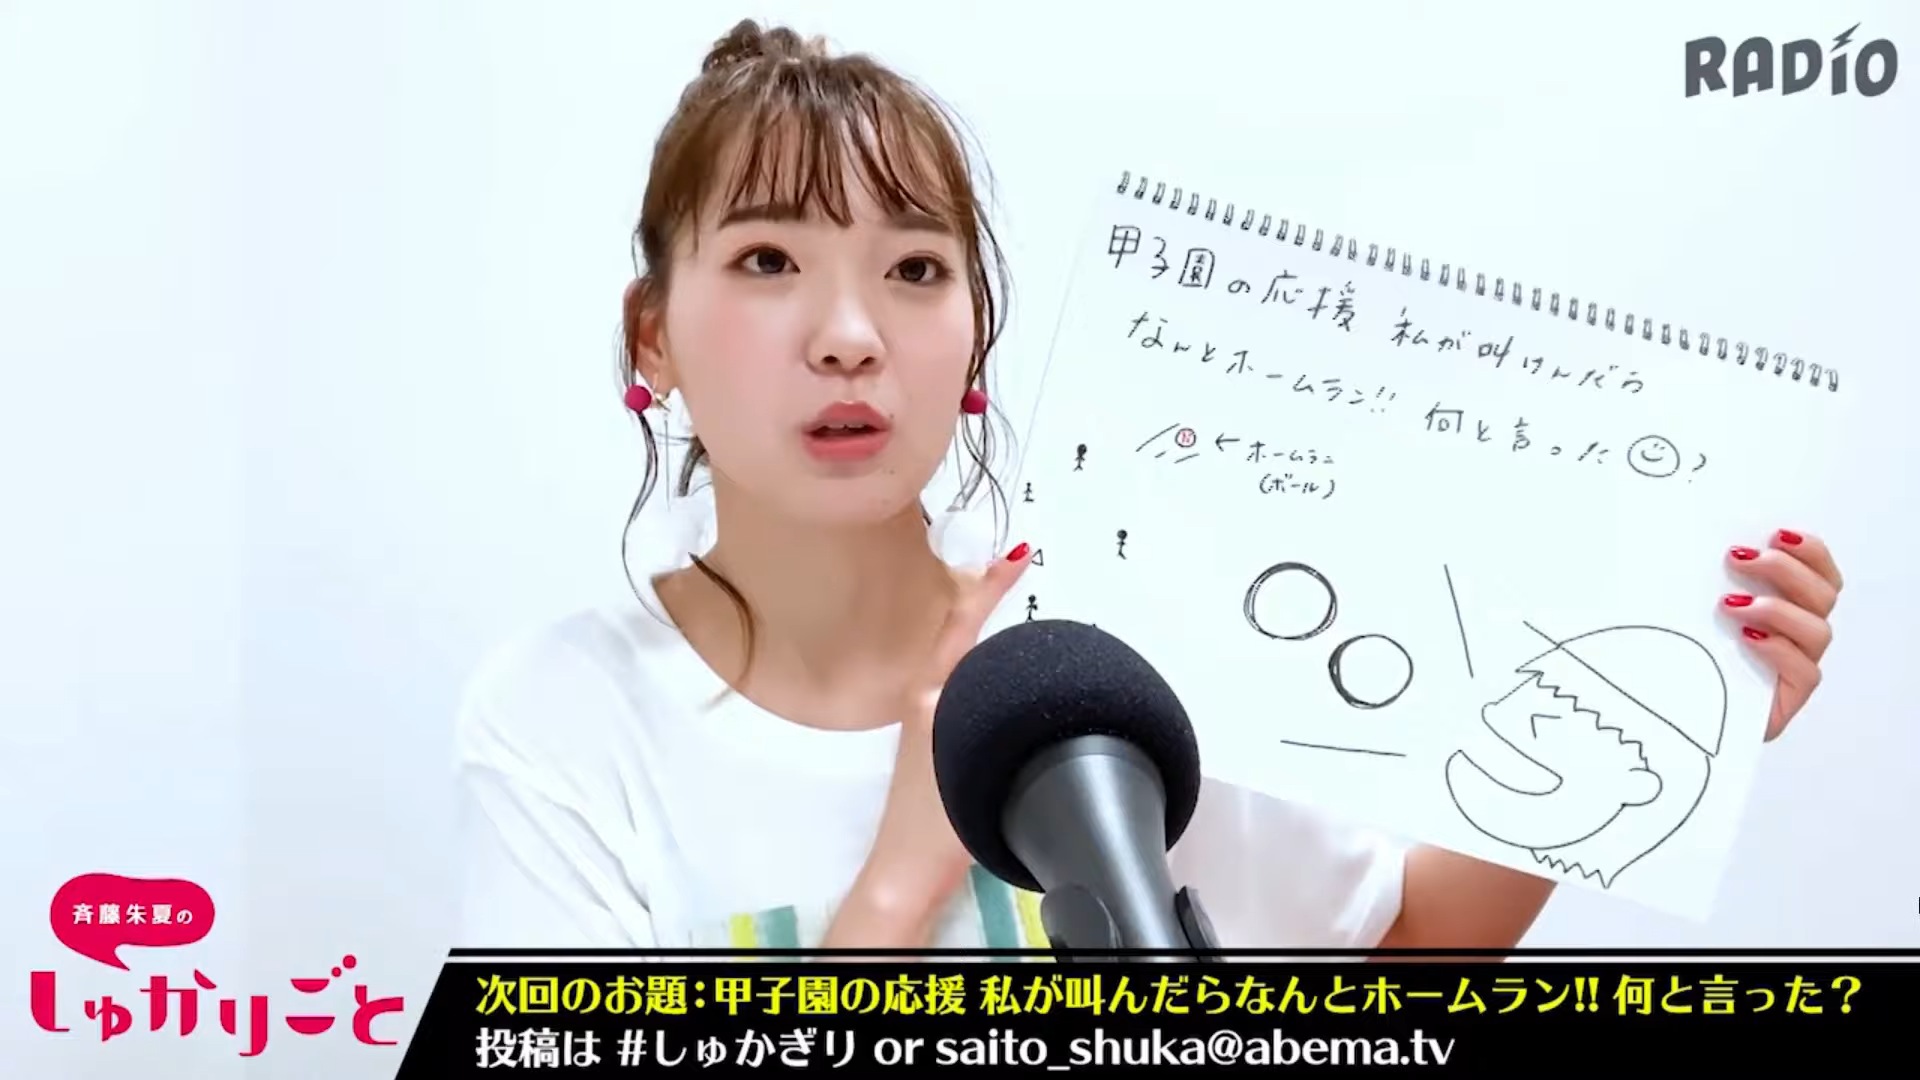 RADIO
甲子園の応援 私が叫けんだら
なんとホームラン!! 何と言った?
N
←ホームラン
(ボール)
斉藤朱夏の
しゅかりごと
次回のお題:甲子園の応援 私が叫んだらなんとホームラン!! 何と言った?
投稿は #しゅかぎり or saito_shuka@abema.tv